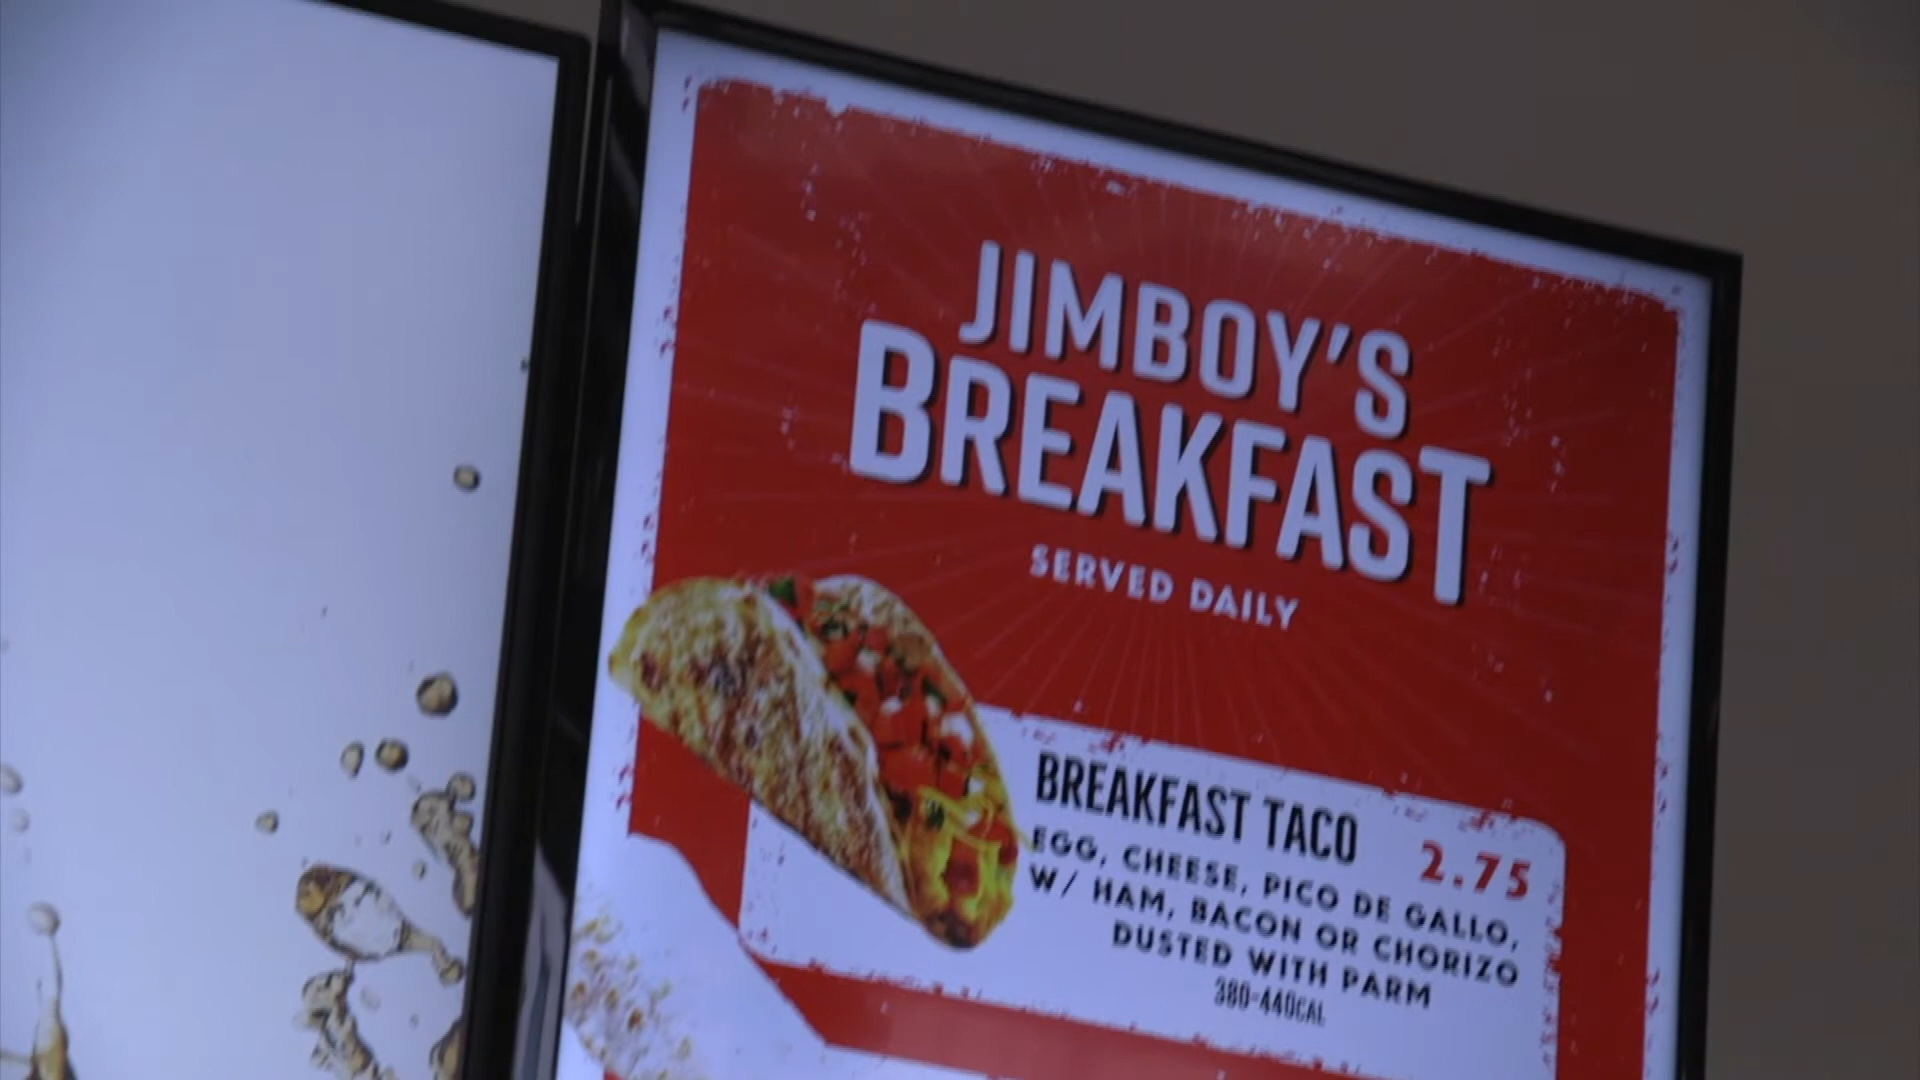 JIMBOY'S
BREAKFAST
SERVED DAILY
BREAKFAST TACO 2.75
EGG, CHEESE, PICO DE GALLO,
W/ HAM, BACON OR CHORIZO
DUSTED WITH PARM
380-440CAL